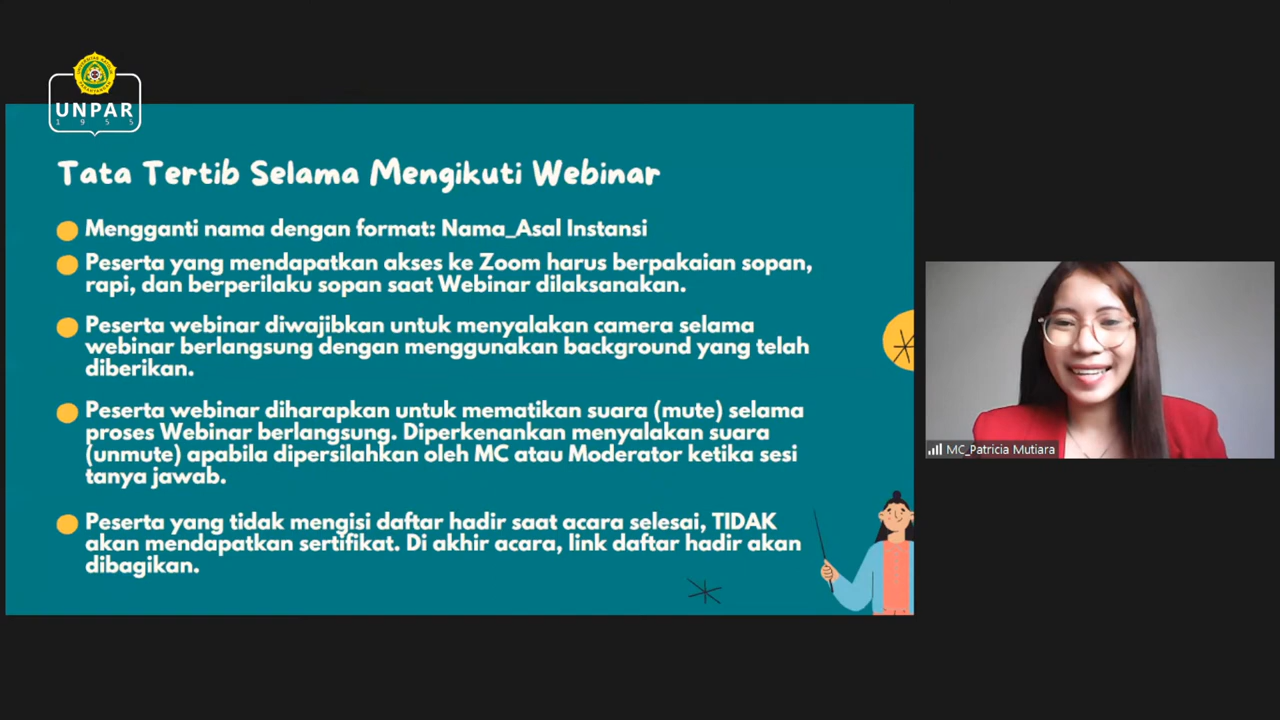 UNPAR
1 9 5 5
Tata Tertib Selama Mengikuti Webinar
Mengganti nama dengan format: Nama_Asal Instansi
Peserta yang mendapatkan akses ke Zoom harus berpakaian sopan,
rapi, dan berperilaku sopan saat Webinar dilaksanakan.
Peserta webinar diwajibkan untuk menyalakan camera selama
webinar berlangsung dengan menggunakan background yang telah
diberikan.
Peserta webinar diharapkan untuk mematikan suara (mute) selama
proses Webinar berlangsung. Diperkenankan menyalakan suara
(unmute) apabila dipersilahkan oleh MC atau Moderator ketika sesi
tanya jawab.
Peserta yang tidak mengisi daftar hadir saat acara selesai, TIDAK
akan mendapatkan sertifikat. Di akhir acara, link daftar hadir akan
dibagikan.
MC_Patricia Mutiara